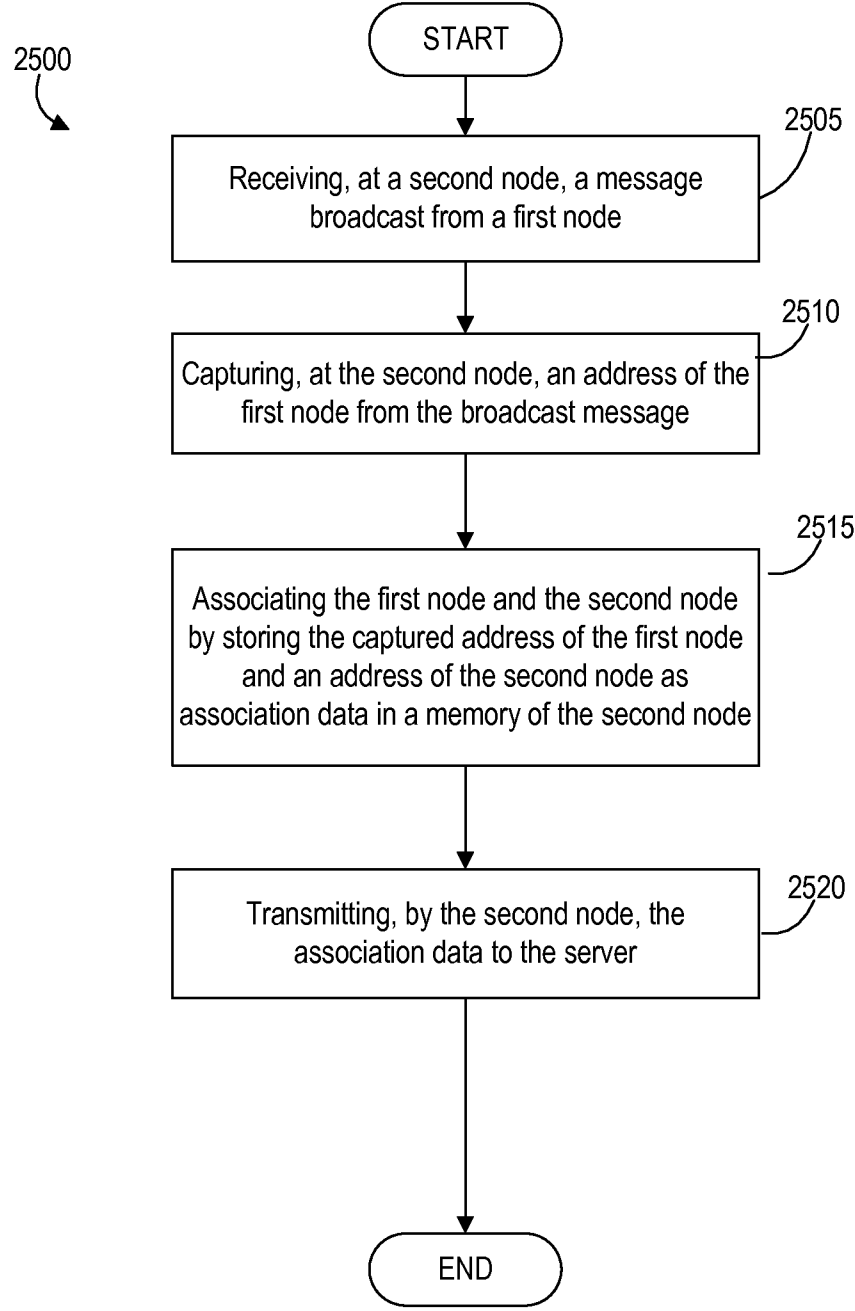 START
2500
2505
Receiving, at a second node, a message
broadcast from a first node
2510
Capturing, at the second node, an address of the
first node from the broadcast message
2515
Associating the first node and the second node
by storing the captured address of the first node
and an address of the second node as
association data in a memory of the second node
2520
Transmitting, by the second node, the
association data to the server
END